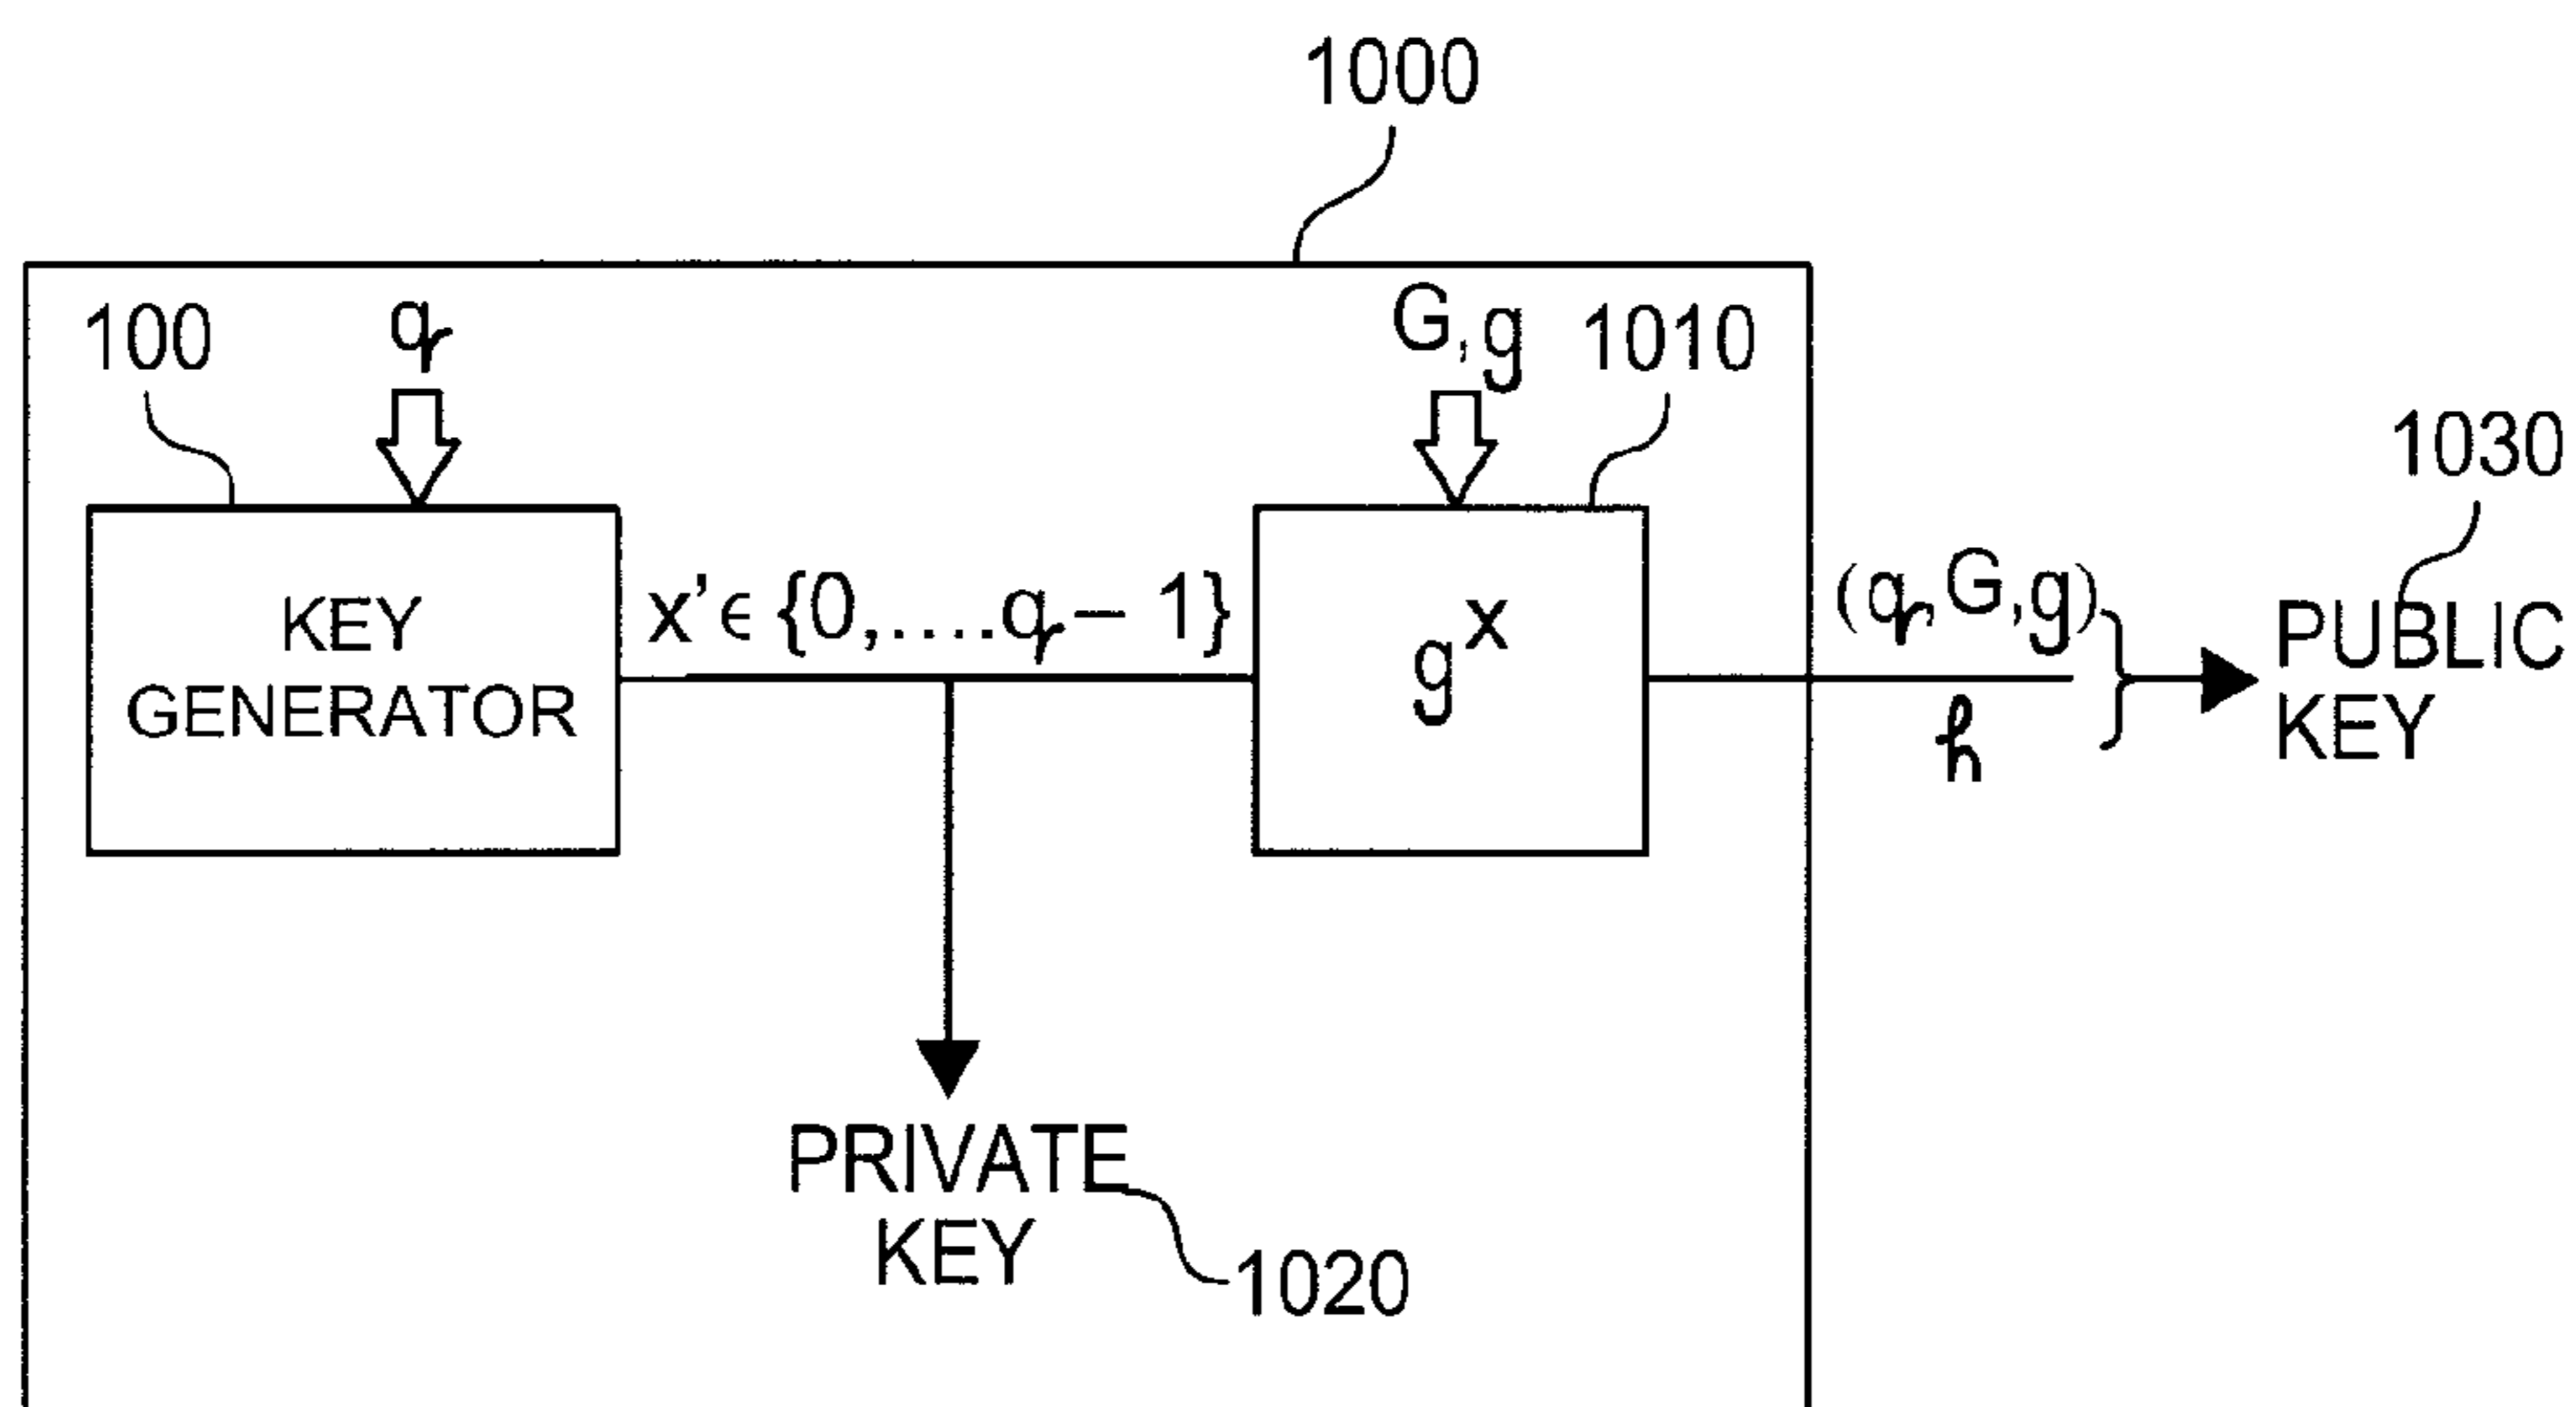 1000
100
q
G,g
1010
1030
KEY
GENERATOR
x'ϵ {0,....q – 1}
g^x
(q,G,g)
h
PUBLIC
KEY
PRIVATE
KEY
1020